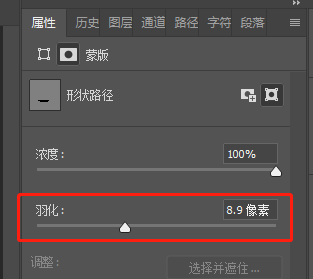 属性 历史 图层 通道 路径 字符 段落
蒙版
形状路径
浓度: 100%
羽化: 8.9 像素
调整: 选择并遮住...